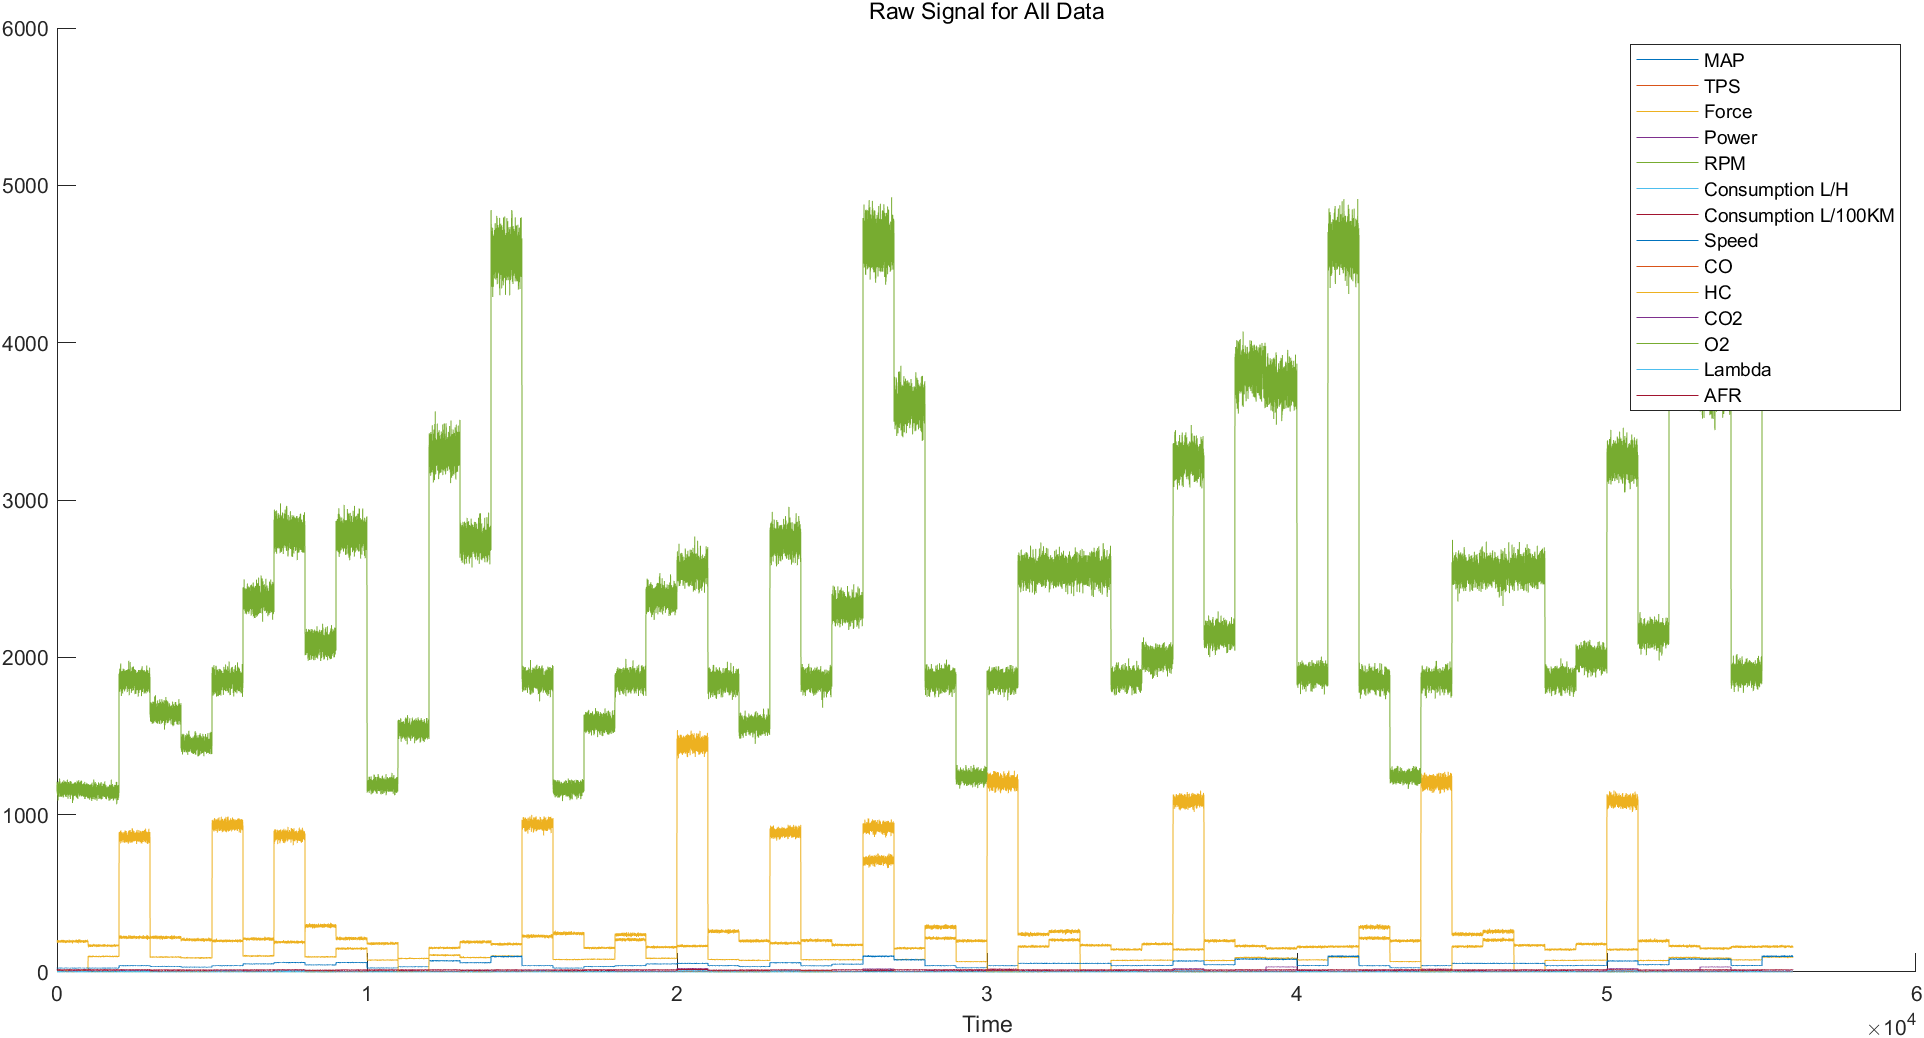 Raw Signal for All Data
6000
5000
4000
3000
2000
1000
0
MAP
TPS
Force
Power
RPM
Consumption L/H
Consumption L/100KM
Speed
CO
HC
CO2
O2
Lambda
AFR
0 1 2 3 4 5 6
Time
×10⁴